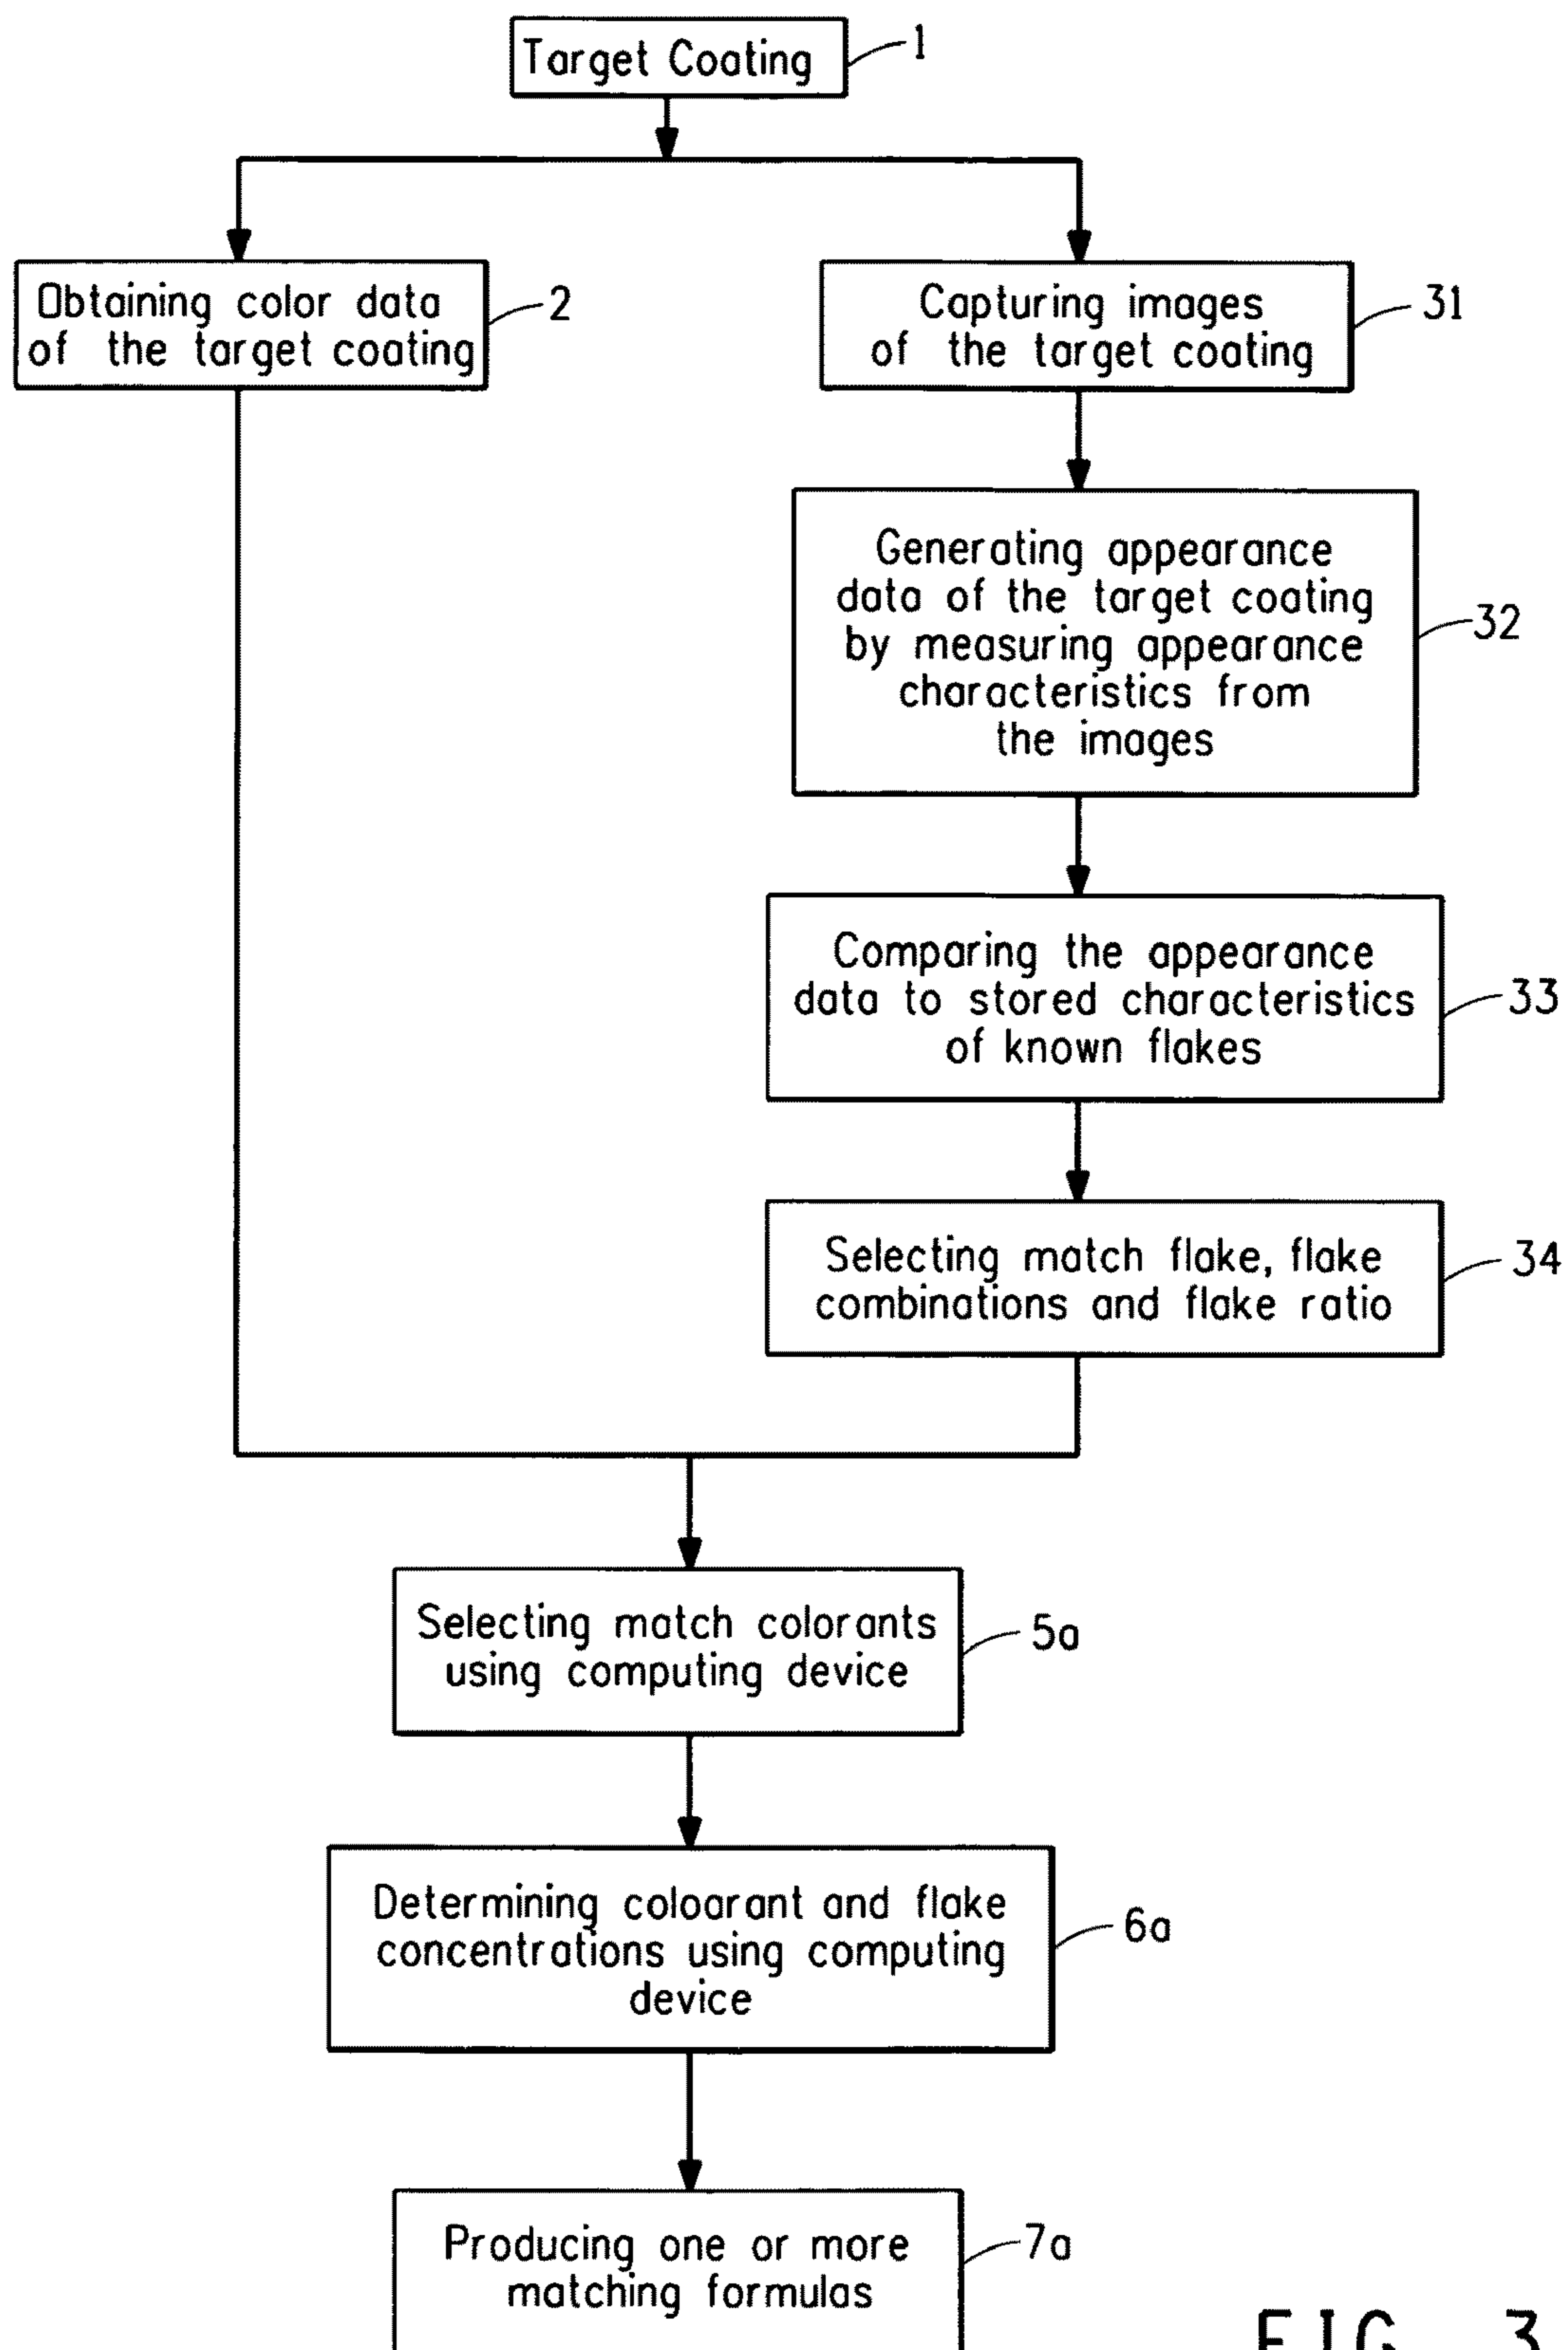 Target Coating
1
Obtaining color data
of the target coating
2
Capturing images
of the target coating
31
Generating appearance
data of the target coating
by measuring appearance
characteristics from
the images
32
Comparing the appearance
data to stored characteristics
of known flakes
33
Selecting match flake, flake
combinations and flake ratio
34
Selecting match colorants
using computing device
5a
Determining coloarant and flake
concentrations using computing
device
6a
Producing one or more
matching formulas
7a
FIG. 3